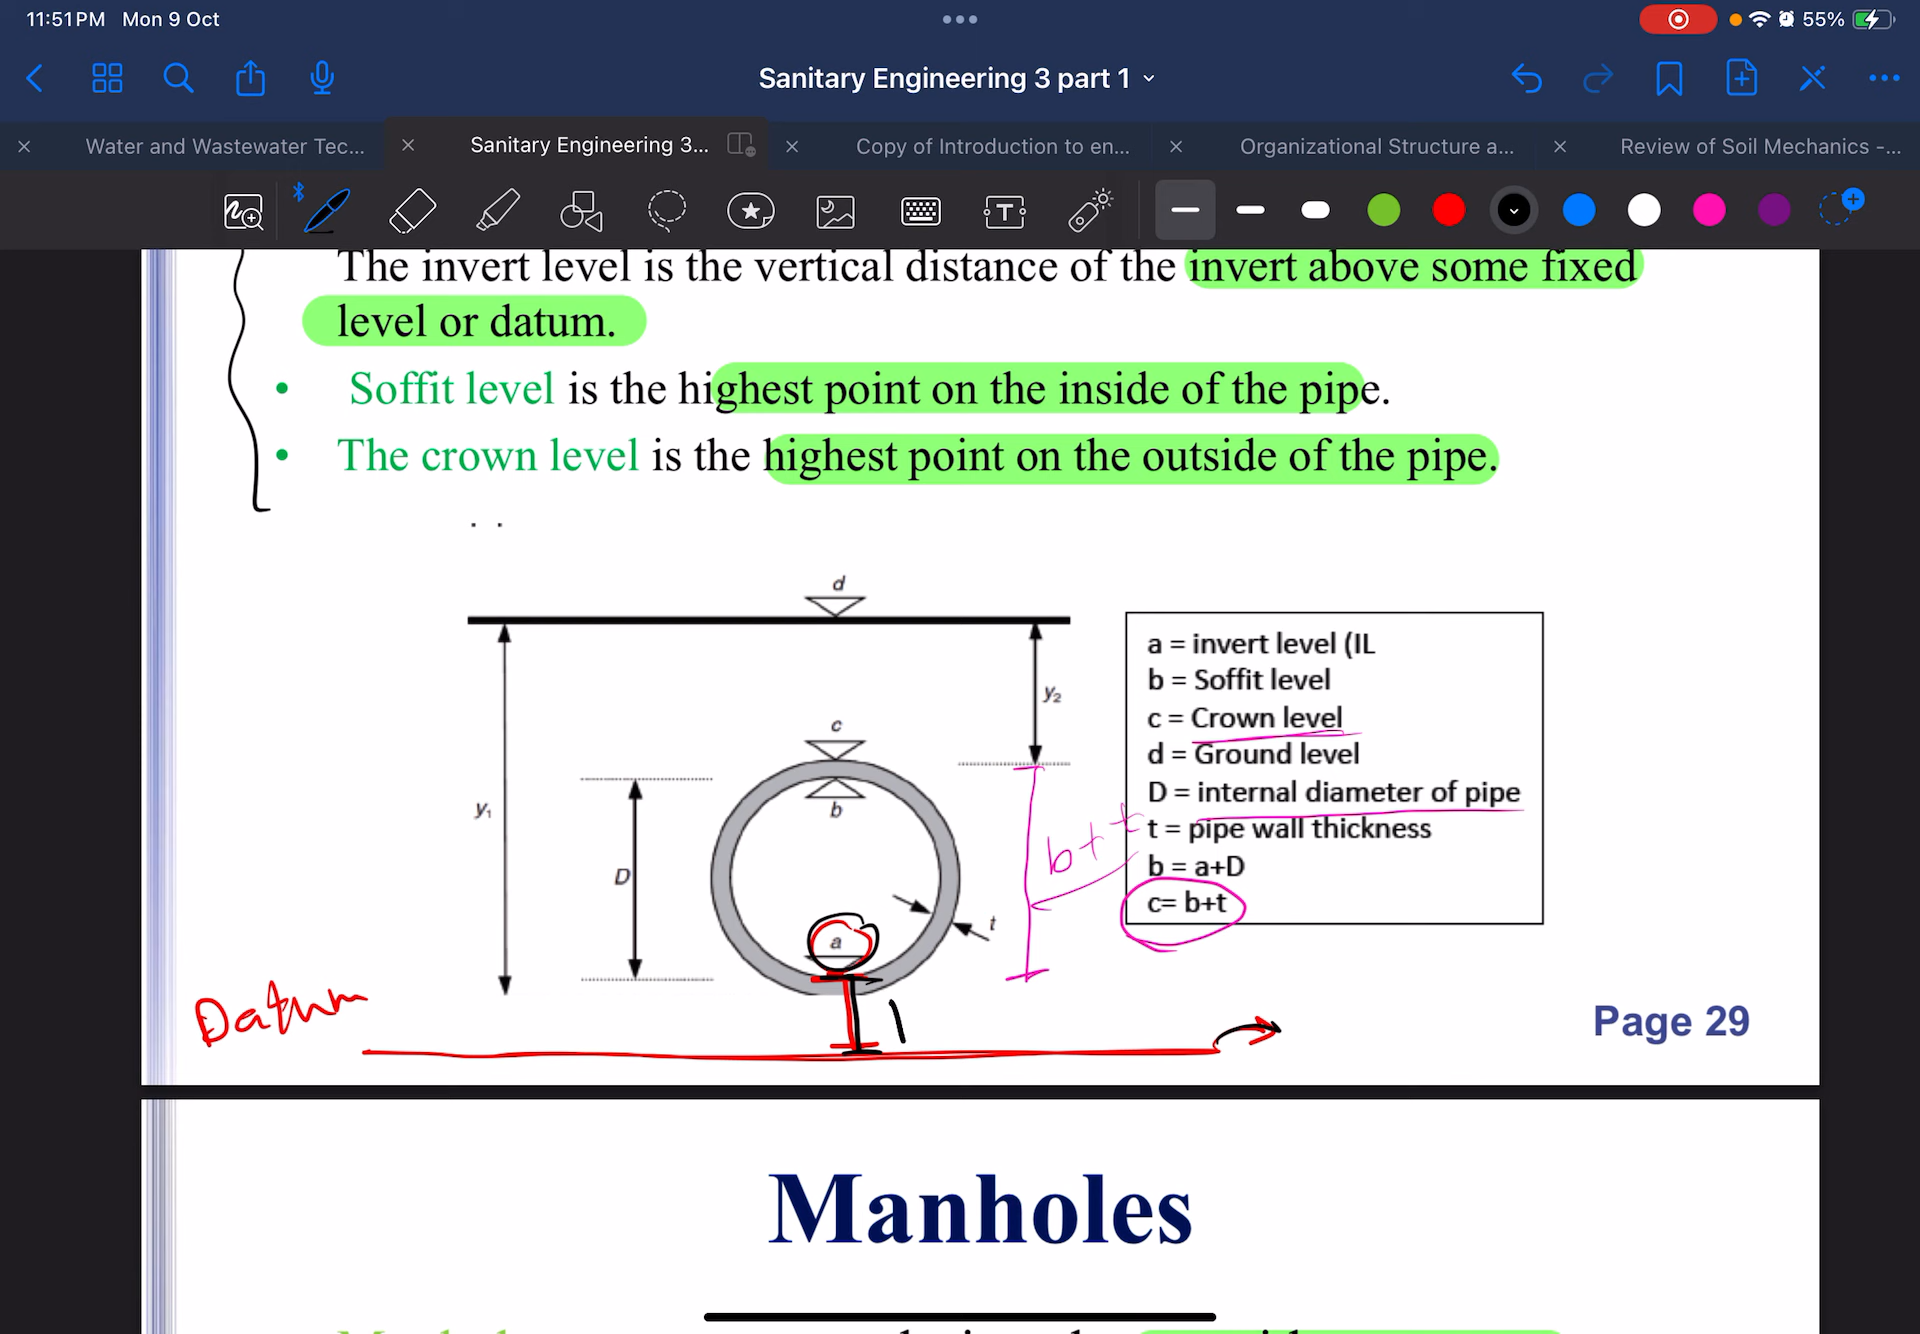 11:51 PM Mon 9 Oct
55%
Sanitary Engineering 3 part 1
Water and Wastewater Tec...
Sanitary Engineering 3...
Copy of Introduction to en...
Organizational Structure a...
Review of Soil Mechanics -...
The invert level is the vertical distance of the invert above some fixed
level or datum.
• Soffit level is the highest point on the inside of the pipe.
• The crown level is the highest point on the outside of the pipe.
d
y₂
c
b
y₁
D
a
t
b+t
a = invert level (IL
b = Soffit level
c = Crown level
d = Ground level
D = internal diameter of pipe
t = pipe wall thickness
b = a+D
c= b+t
Datum
Page 29
Manholes